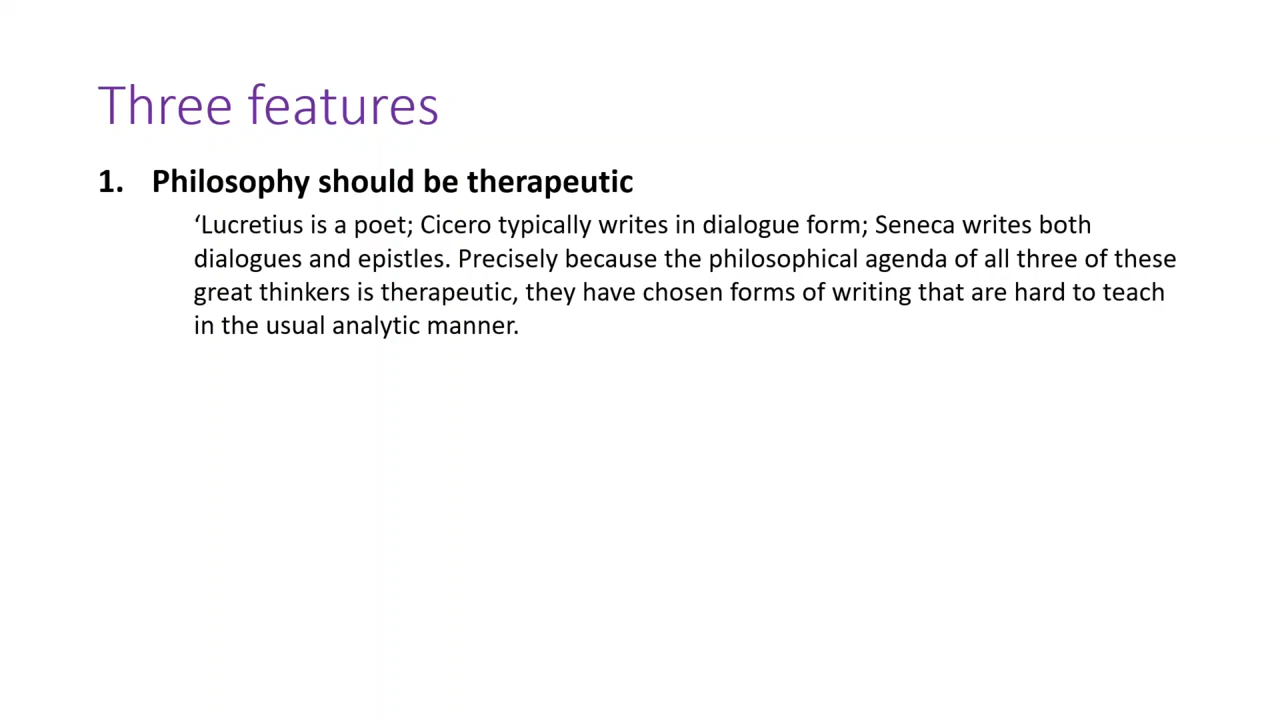 Three features
1. Philosophy should be therapeutic
‘Lucretius is a poet; Cicero typically writes in dialogue form; Seneca writes both
dialogues and epistles. Precisely because the philosophical agenda of all three of these
great thinkers is therapeutic, they have chosen forms of writing that are hard to teach
in the usual analytic manner.